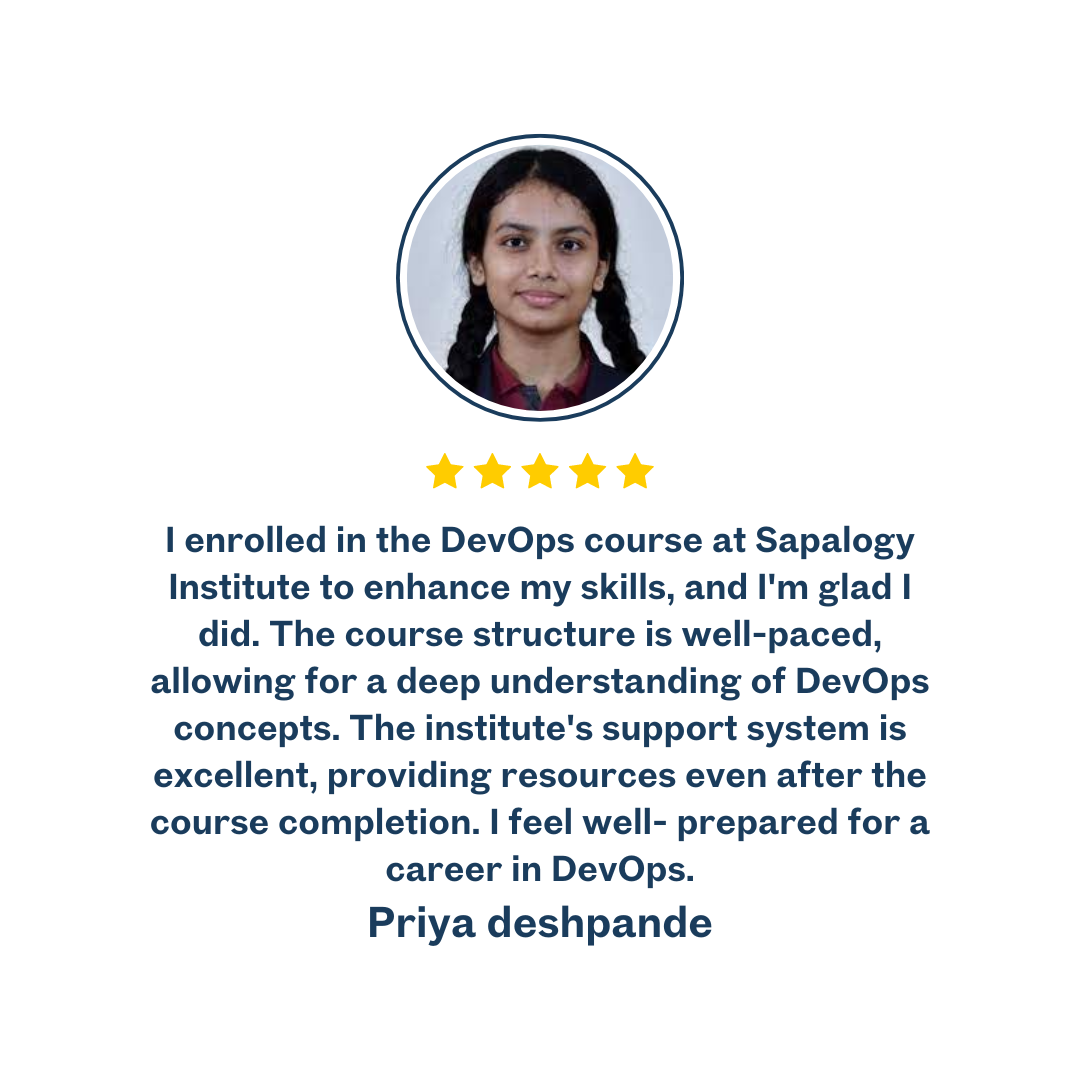 I enrolled in the DevOps course at Sapalogy
Institute to enhance my skills, and I'm glad I
did. The course structure is well-paced,
allowing for a deep understanding of DevOps
concepts. The institute's support system is
excellent, providing resources even after the
course completion. I feel well- prepared for a
career in DevOps.
Priya deshpande